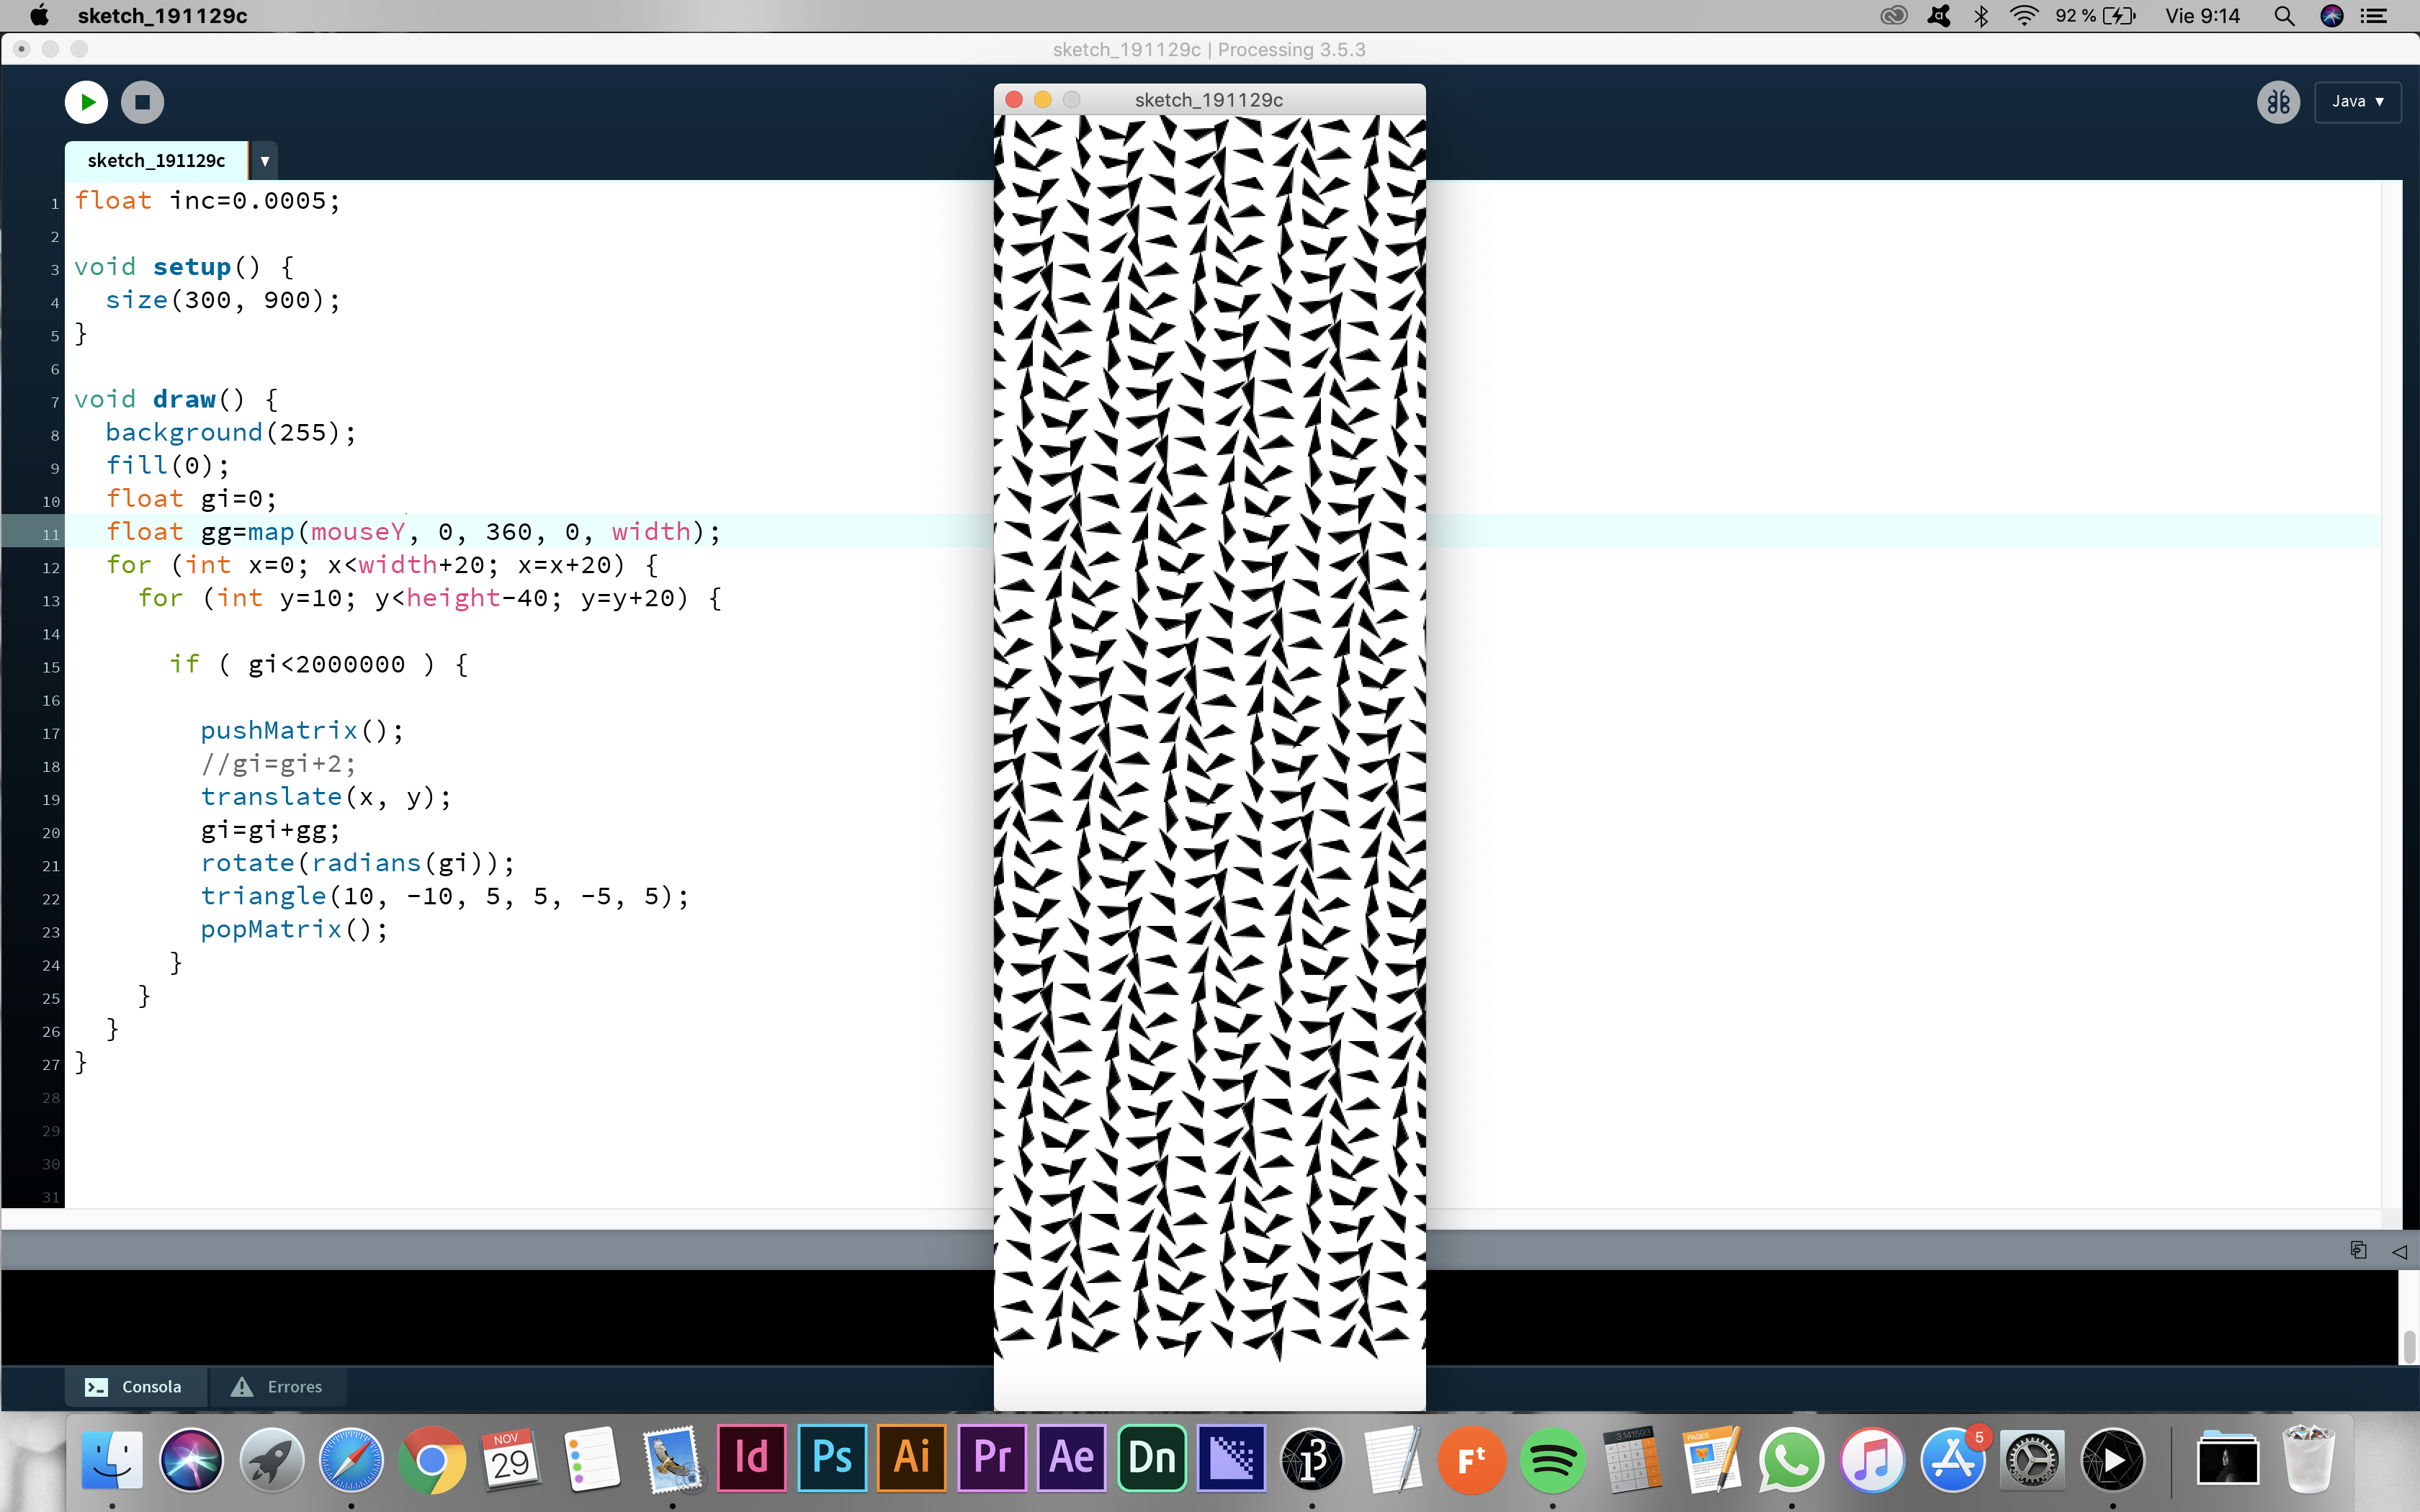 sketch_191129c
92 %
Vie 9:14
sketch_191129c | Processing 3.5.3
sketch_191129c
Java ▼
sketch_191129c ▼
1 float inc=0.0005;
2
3 void setup() {
4 size(300, 900);
5 }
6
7 void draw() {
8 background(255);
9 fill(0);
10 float gi=0;
11 float gg=map(mouseY, 0, 360, 0, width);
12 for (int x=0; x<width+20; x=x+20) {
13 for (int y=10; y<height-40; y=y+20) {
14
15 if ( gi<2000000 ) {
16
17 pushMatrix();
18 //gi=gi+2;
19 translate(x, y);
20 gi=gi+gg;
21 rotate(radians(gi));
22 triangle(10, -10, 5, 5, -5, 5);
23 popMatrix();
24 }
25 }
26 }
27 }
28
29
30
31
Consola
Errores
NOV
29
Id
Ps
Ai
Pr
Ae
Dn
13
Ft
3.141593
PAGES
5